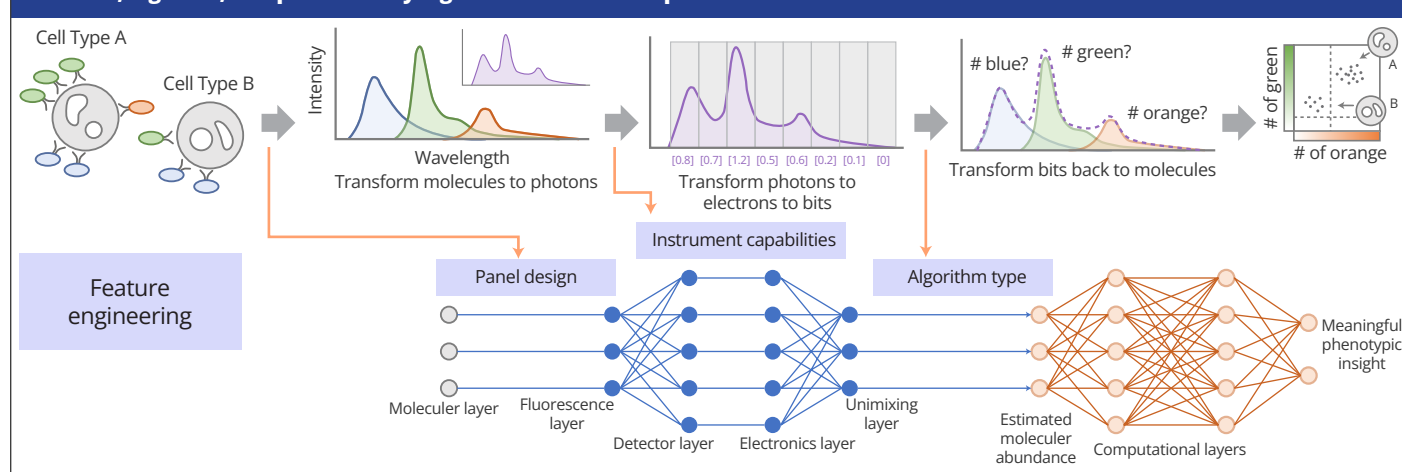 Cell Type A
Cell Type B
Intensity
Wavelength
Transform molecules to photons
[0.8] [0.7] [1.2] [0.5] [0.6] [0.2] [0.1] [0]
Transform photons to
electrons to bits
# blue?
# green?
# orange?
Transform bits back to molecules
# of green
# of orange
A
B
Feature
engineering
Panel design
Instrument capabilities
Algorithm type
Moleculer layer
Fluorescence
layer
Detector layer
Electronics layer
Unimixing
layer
Estimated
moleculer
abundance
Computational layers
Meaningful
phenotypic
insight